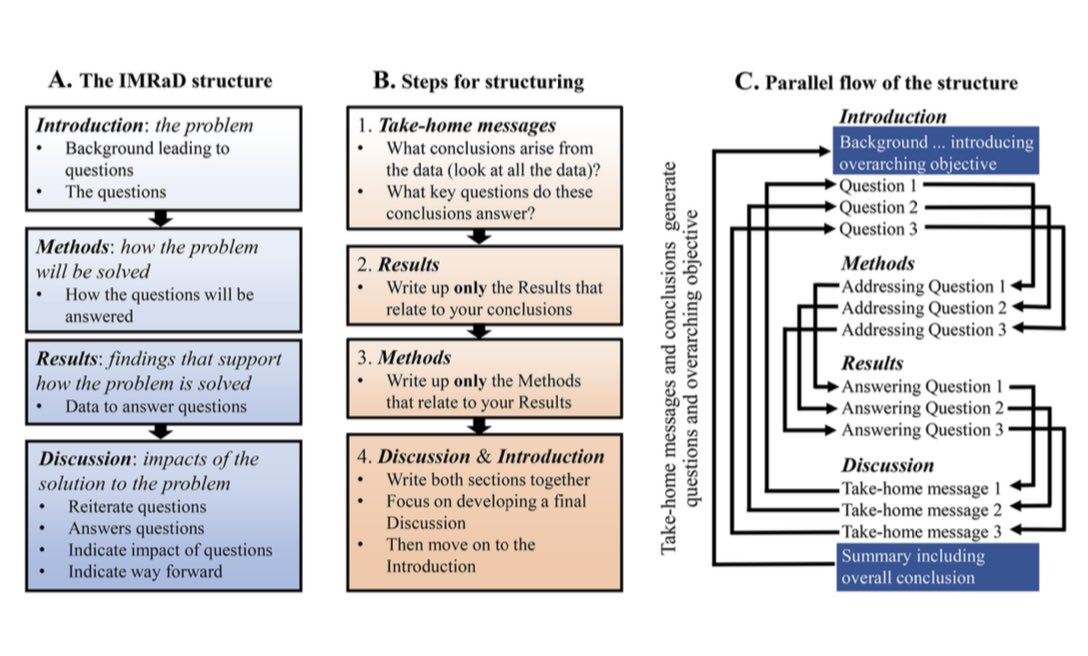 A. The IMRaD structure
Introduction: the problem
• Background leading to
questions
• The questions
Methods: how the problem
will be solved
• How the questions will be
answered
Results: findings that support
how the problem is solved
• Data to answer questions
Discussion: impacts of the
solution to the problem
• Reiterate questions
• Answers questions
• Indicate impact of questions
• Indicate way forward
B. Steps for structuring
1. Take-home messages
• What conclusions arise from
the data (look at all the data)?
• What key questions do these
conclusions answer?
2. Results
• Write up only the Results that
relate to your conclusions
3. Methods
• Write up only the Methods
that relate to your Results
4. Discussion & Introduction
• Write both sections together
• Focus on developing a final
Discussion
• Then move on to the
Introduction
C. Parallel flow of the structure
Take-home messages and conclusions generate
questions and overarching objective
Introduction
Background ... introducing
overarching objective
Question 1
Question 2
Question 3
Methods
Addressing Question 1
Addressing Question 2
Addressing Question 3
Results
Answering Question 1
Answering Question 2
Answering Question 3
Discussion
Take-home message 1
Take-home message 2
Take-home message 3
Summary including
overall conclusion